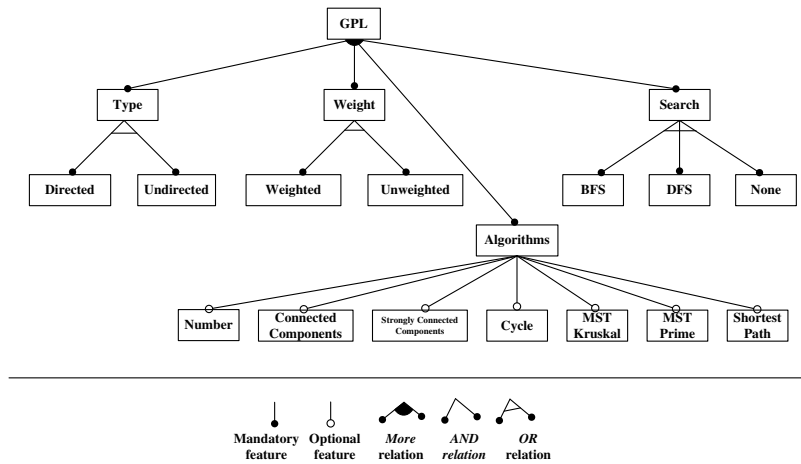 GPL
Type
Weight
Search
Directed
Undirected
Weighted
Unweighted
BFS
DFS
None
Algorithms
Number
Connected
Components
Strongly Connected
Components
Cycle
MST
Kruskal
MST
Prime
Shortest
Path
Mandatory
feature
Optional
feature
More
relation
AND
relation
OR
relation